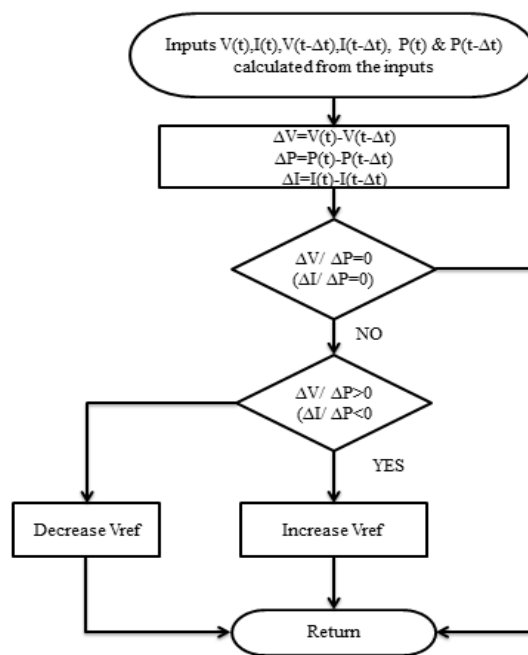 Inputs V(t),I(t),V(t-Δt),I(t-Δt), P(t) & P(t-Δt)
calculated from the inputs
ΔV=V(t)-V(t-Δt)
ΔP=P(t)-P(t-Δt)
ΔI=I(t)-I(t-Δt)
ΔV/ ΔP=0
(ΔI/ ΔP=0)
NO
ΔV/ ΔP>0
(ΔI/ ΔP<0
YES
Decrease Vref
Increase Vref
Return